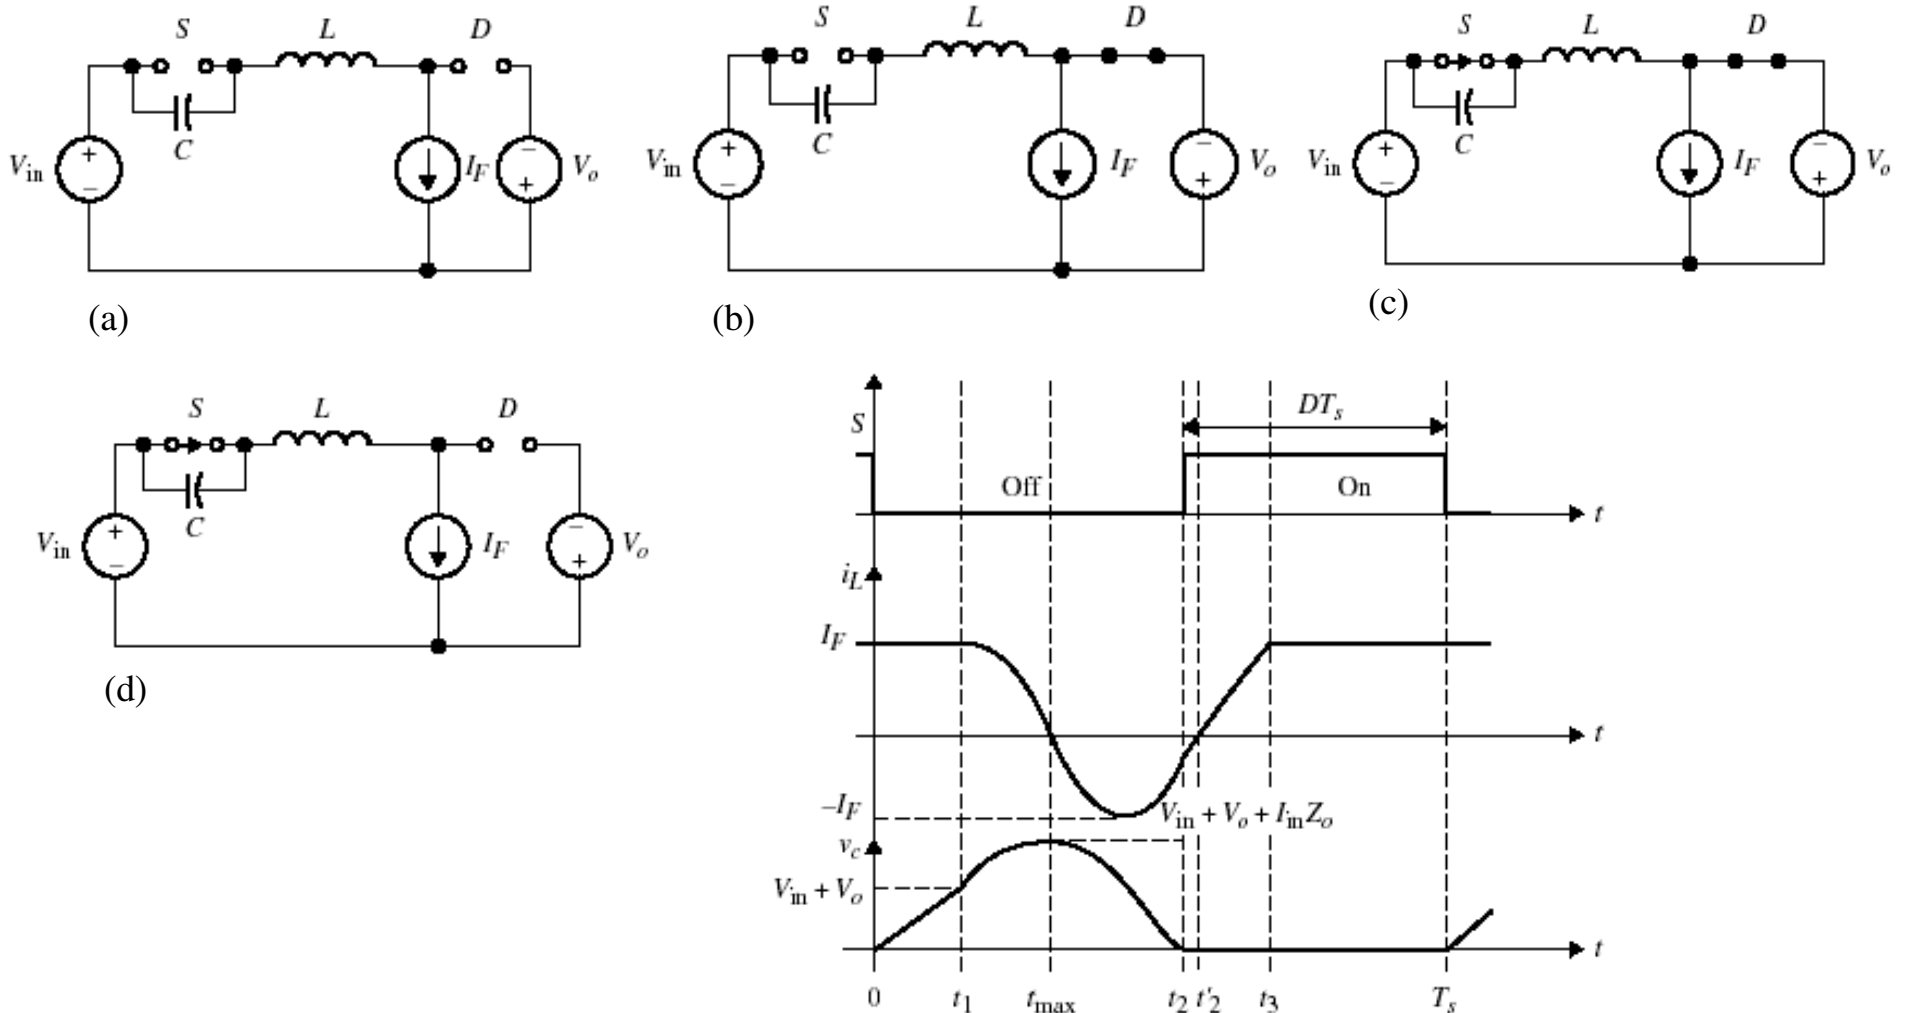 S L D
V_in + − C I_F − + V_o
(a)
S L D
V_in + − C I_F − + V_o
(b)
S L D
V_in + − C I_F − + V_o
(c)
S L D
V_in + − C I_F − + V_o
(d)
S DT_s
Off On t
i_L
I_F
t
–I_F
V_in + V_o + I_in Z_o
v_c
V_in + V_o
t
0 t_1 t_max t_2 t'_2 t_3 T_s